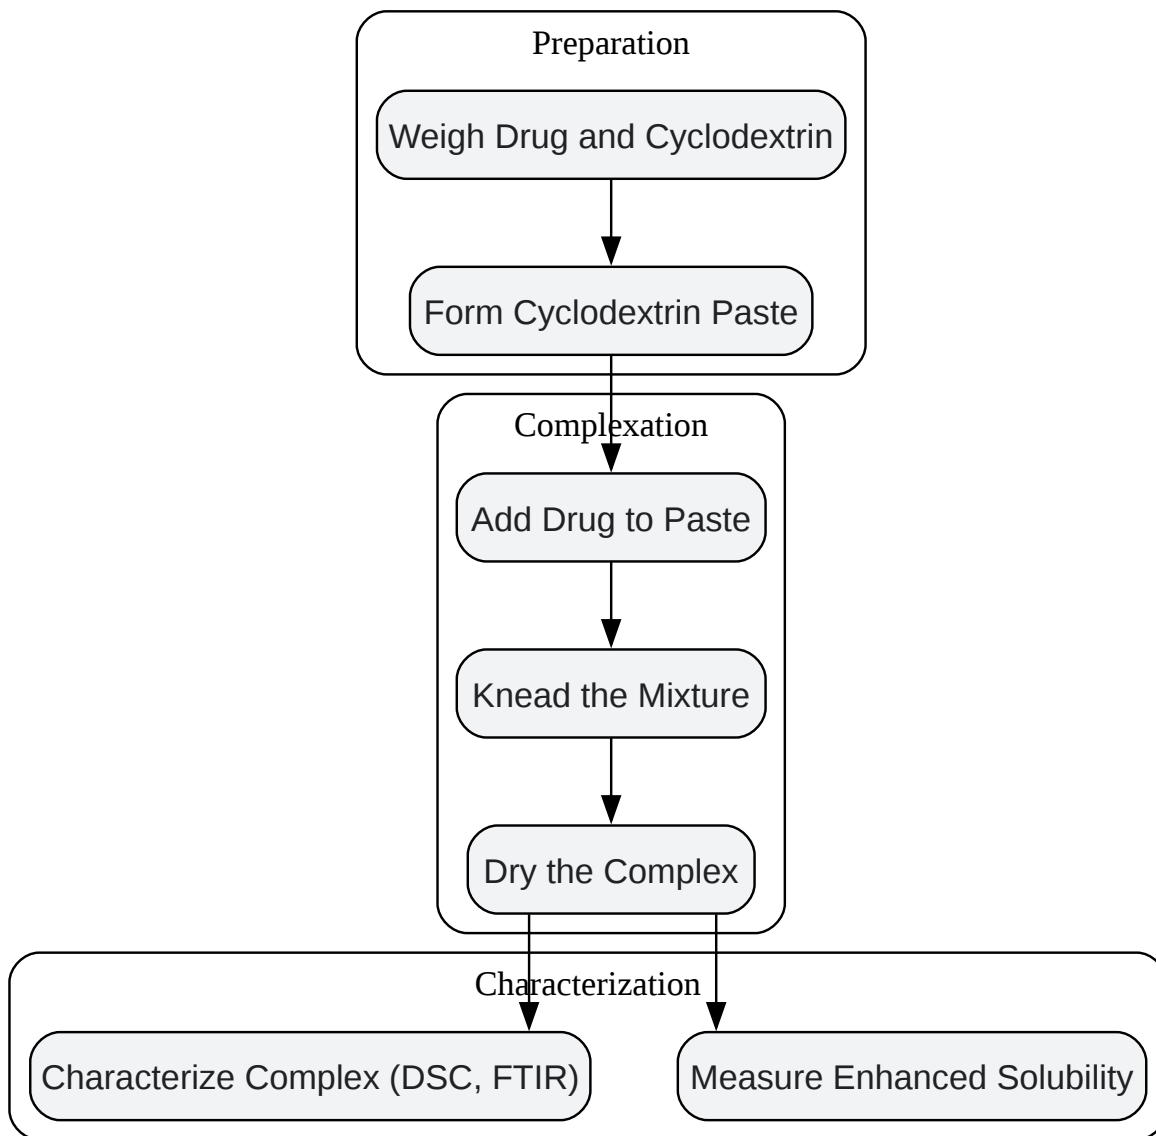 Preparation
Weigh Drug and Cyclodextrin
Form Cyclodextrin Paste
Complexation
Add Drug to Paste
Knead the Mixture
Dry the Complex
Characterization
Characterize Complex (DSC, FTIR)
Measure Enhanced Solubility